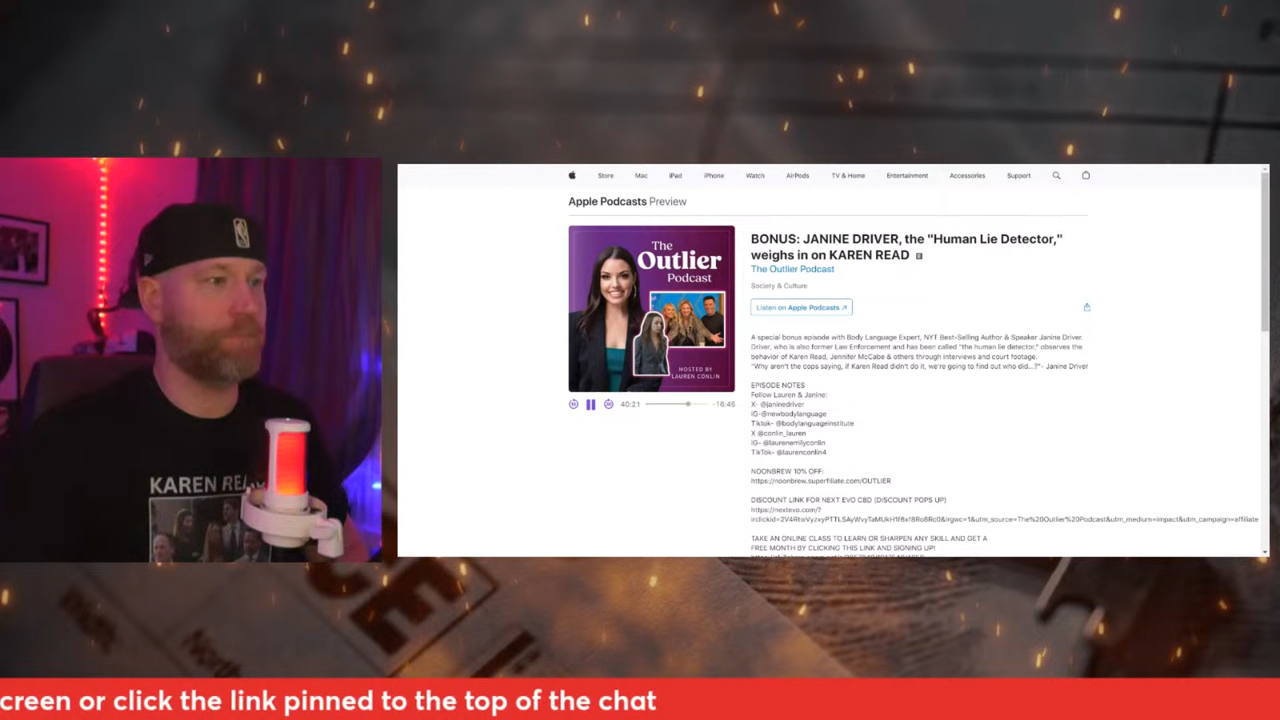 Store
Mac
iPad
iPhone
Watch
AirPods
TV & Home
Entertainment
Accessories
Support
Apple Podcasts Preview
The
Outlier
Podcast
HOSTED BY
LAUREN CONLIN
40:21
-16:46
BONUS: JANINE DRIVER, the "Human Lie Detector,"
weighs in on KAREN READ
The Outlier Podcast
Society & Culture
Listen on Apple Podcasts ↗
A special bonus episode with Body Language Expert, NYT Best-Selling Author & Speaker Janine Driver.
Driver, who is also former Law Enforcement and has been called "the human lie detector," observes the
behavior of Karen Read, Jennifer McCabe & others through interviews and court footage.
"Why aren't the cops saying, if Karen Read didn't do it, we're going to find out who did...?"- Janine Driver
EPISODE NOTES
Follow Lauren & Janine:
X- @janinedriver
IG-@newbodylanguage
Tiktok- @bodylanguageinstitute
X @conlin_lauren
IG- @laurenemilyconlin
TikTok- @laurenconlin4
NOONBREW 10% OFF:
https://noonbrew.superfiliate.com/OUTLIER
DISCOUNT LINK FOR NEXT EVO CBD (DISCOUNT POPS UP)
https://nextevo.com/?
TAKE AN ONLINE CLASS TO LEARN OR SHARPEN ANY SKILL AND GET A
FREE MONTH BY CLICKING THIS LINK AND SIGNING UP!
KAREN REA
creen or click the link pinned to the top of the chat